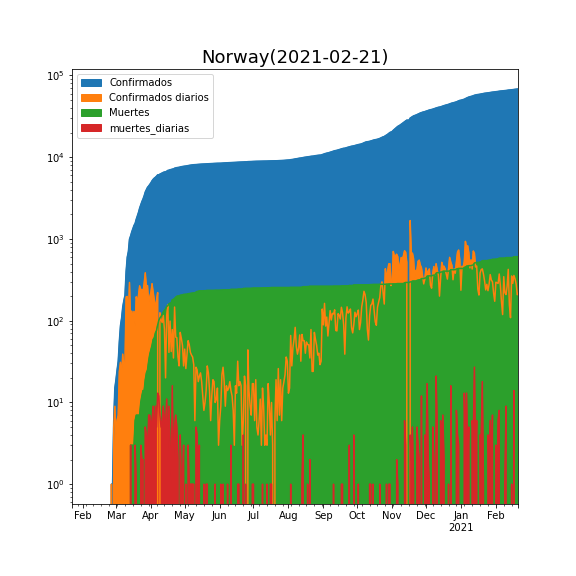 Norway(2021-02-21)
Confirmados
Confirmados diarios
Muertes
muertes_diarias
10^5
10^4
10^3
10^2
10^1
10^0
Feb Mar Apr May Jun Jul Aug Sep Oct Nov Dec Jan Feb
2021